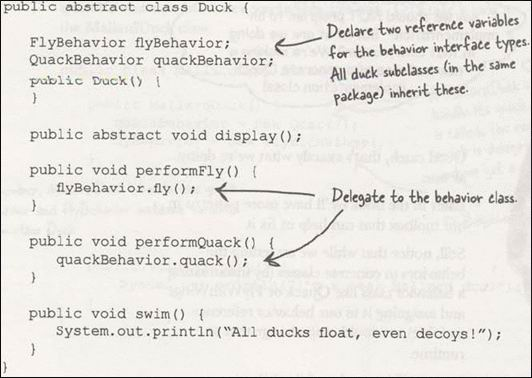 public abstract class Duck {
FlyBehavior flyBehavior;
QuackBehavior quackBehavior;
public Duck() {
}
public abstract void display();
public void performFly() {
flyBehavior.fly();
}
public void performQuack() {
quackBehavior.quack();
}
public void swim() {
System.out.println(“All ducks float, even decoys!”);
}
}
Declare two reference variables
for the behavior interface types.
All duck subclasses (in the same
package) inherit these.
Delegate to the behavior class.